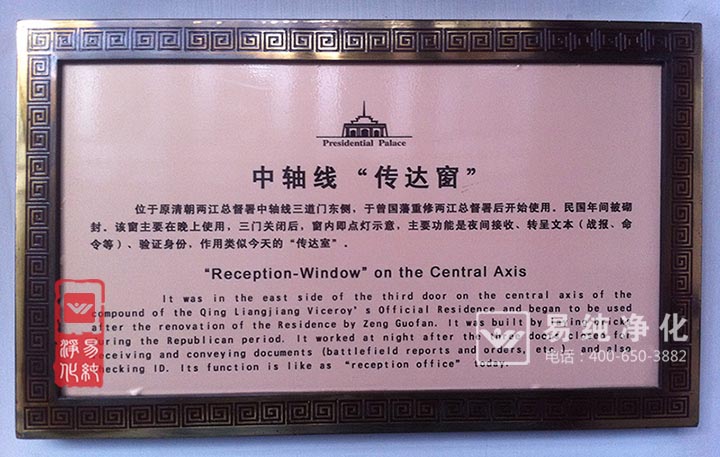 Presidential Palace
中轴线“传达窗”
位于原清朝两江总督署中轴线三道门东侧，于曾国藩重修两江总督署后开始使用。民国年间被砌
封。该窗主要在晚上使用，三门关闭后，窗内即点灯示意，主要功能是夜间接收、转呈文本（战报、命
令等）、验证身份，作用类似今天的“传达室”。
“Reception-Window” on the Central Axis
It was in the east side of the third door on the central axis of the
compound of the Qing Liangjiang Viceroy's Official Residence and began to be used
after the renovation of the Residence by Zeng Guofan. It was built by
during the Republican period. It worked at night after the three doors closed for
receiving and conveying documents (battlefield reports and orders, etc.), and also
checking ID. Its function is like as “reception office” today.
易纯净化
电话：400-650-3882
易纯
净化